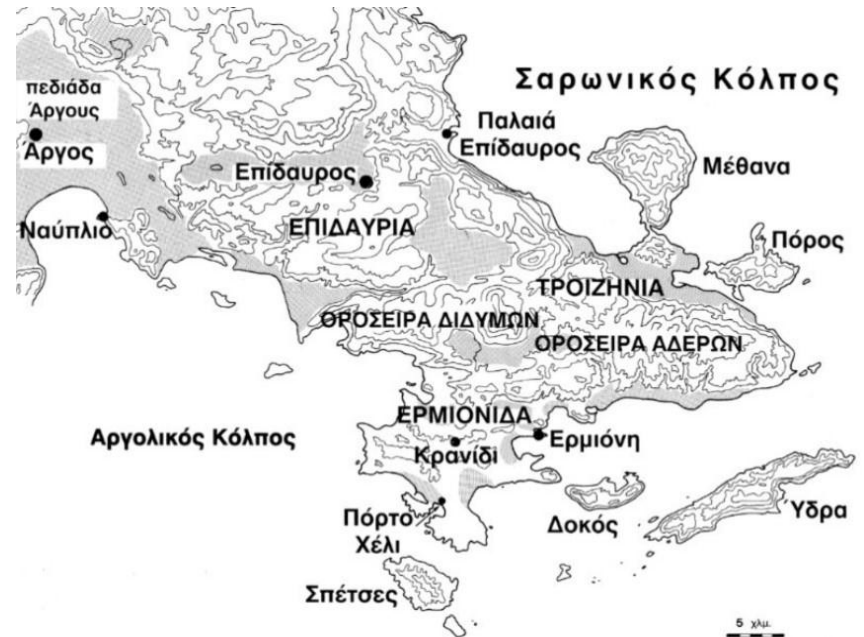 Σαρωνικός Κόλπος
πεδιάδα
Άργους
Άργος
Παλαιά
Επίδαυρος
Μέθανα
Επίδαυρος
Ναύπλιο
ΕΠΙΔΑΥΡΙΑ
Πόρος
ΤΡΟΙΖΗΝΙΑ
ΟΡΟΣΕΙΡΑ ΔΙΔΥΜΩΝ
ΟΡΟΣΕΙΡΑ ΑΔΕΡΩΝ
ΕΡΜΙΟΝΙΔΑ
Αργολικός Κόλπος
Κρανίδι
Ερμιόνη
Πόρτο
Χέλι
Δοκός
Ύδρα
Σπέτσες
5 χλμ.